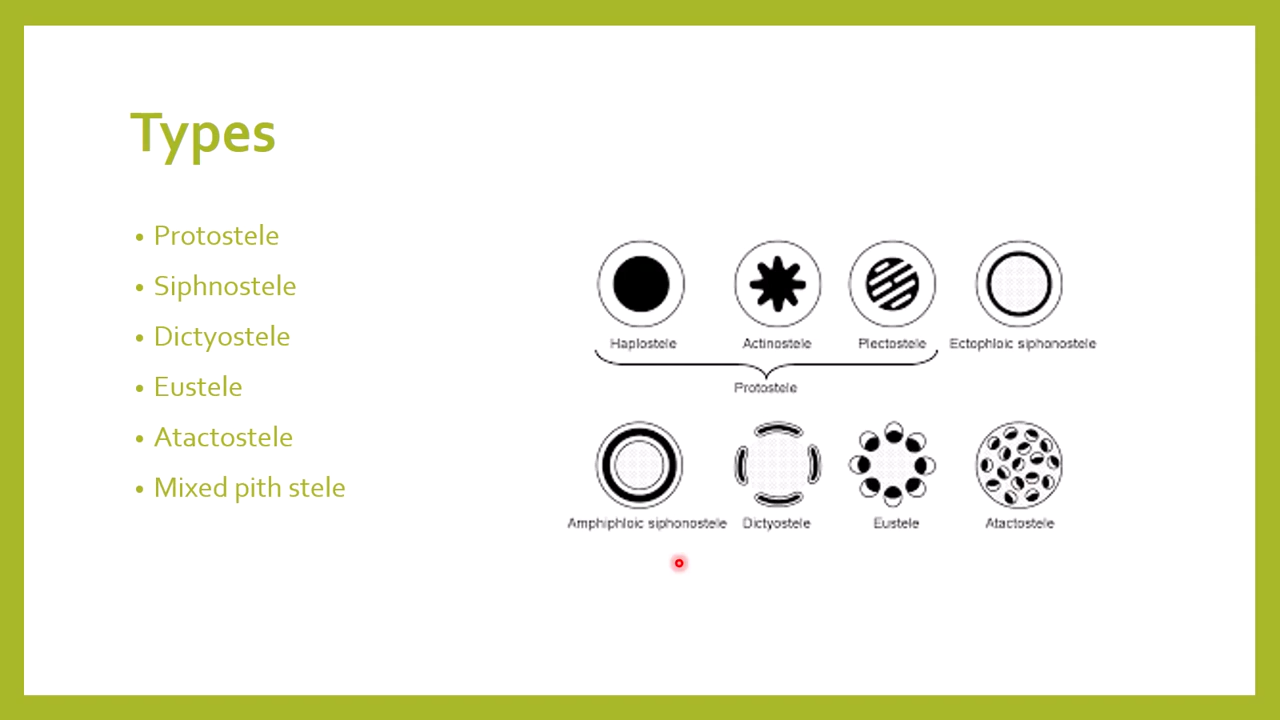 Types
• Protostele
• Siphnostele
• Dictyostele
• Eustele
• Atactostele
• Mixed pith stele
Haplostele Actinostele Plectostele Ectophloic siphonostele
Protostele
Amphiphloic siphonostele Dictyostele Eustele Atactostele